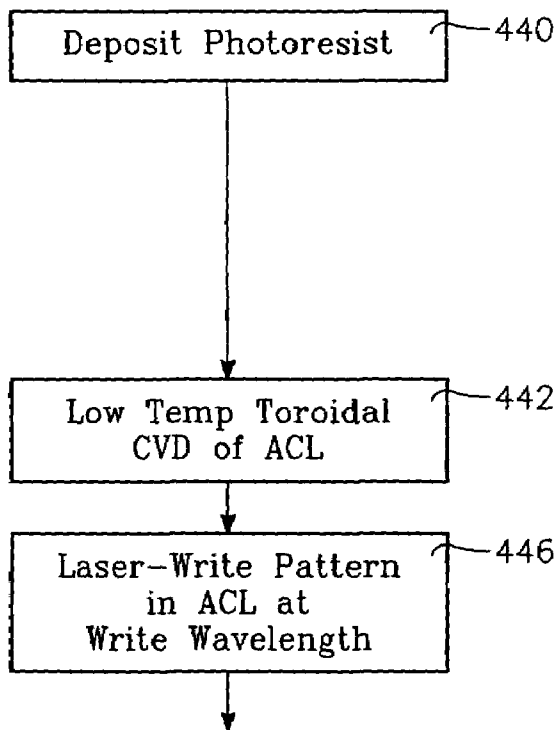 Deposit Photoresist
440
Low Temp Toroidal
CVD of ACL
442
Laser-Write Pattern
in ACL at
Write Wavelength
446